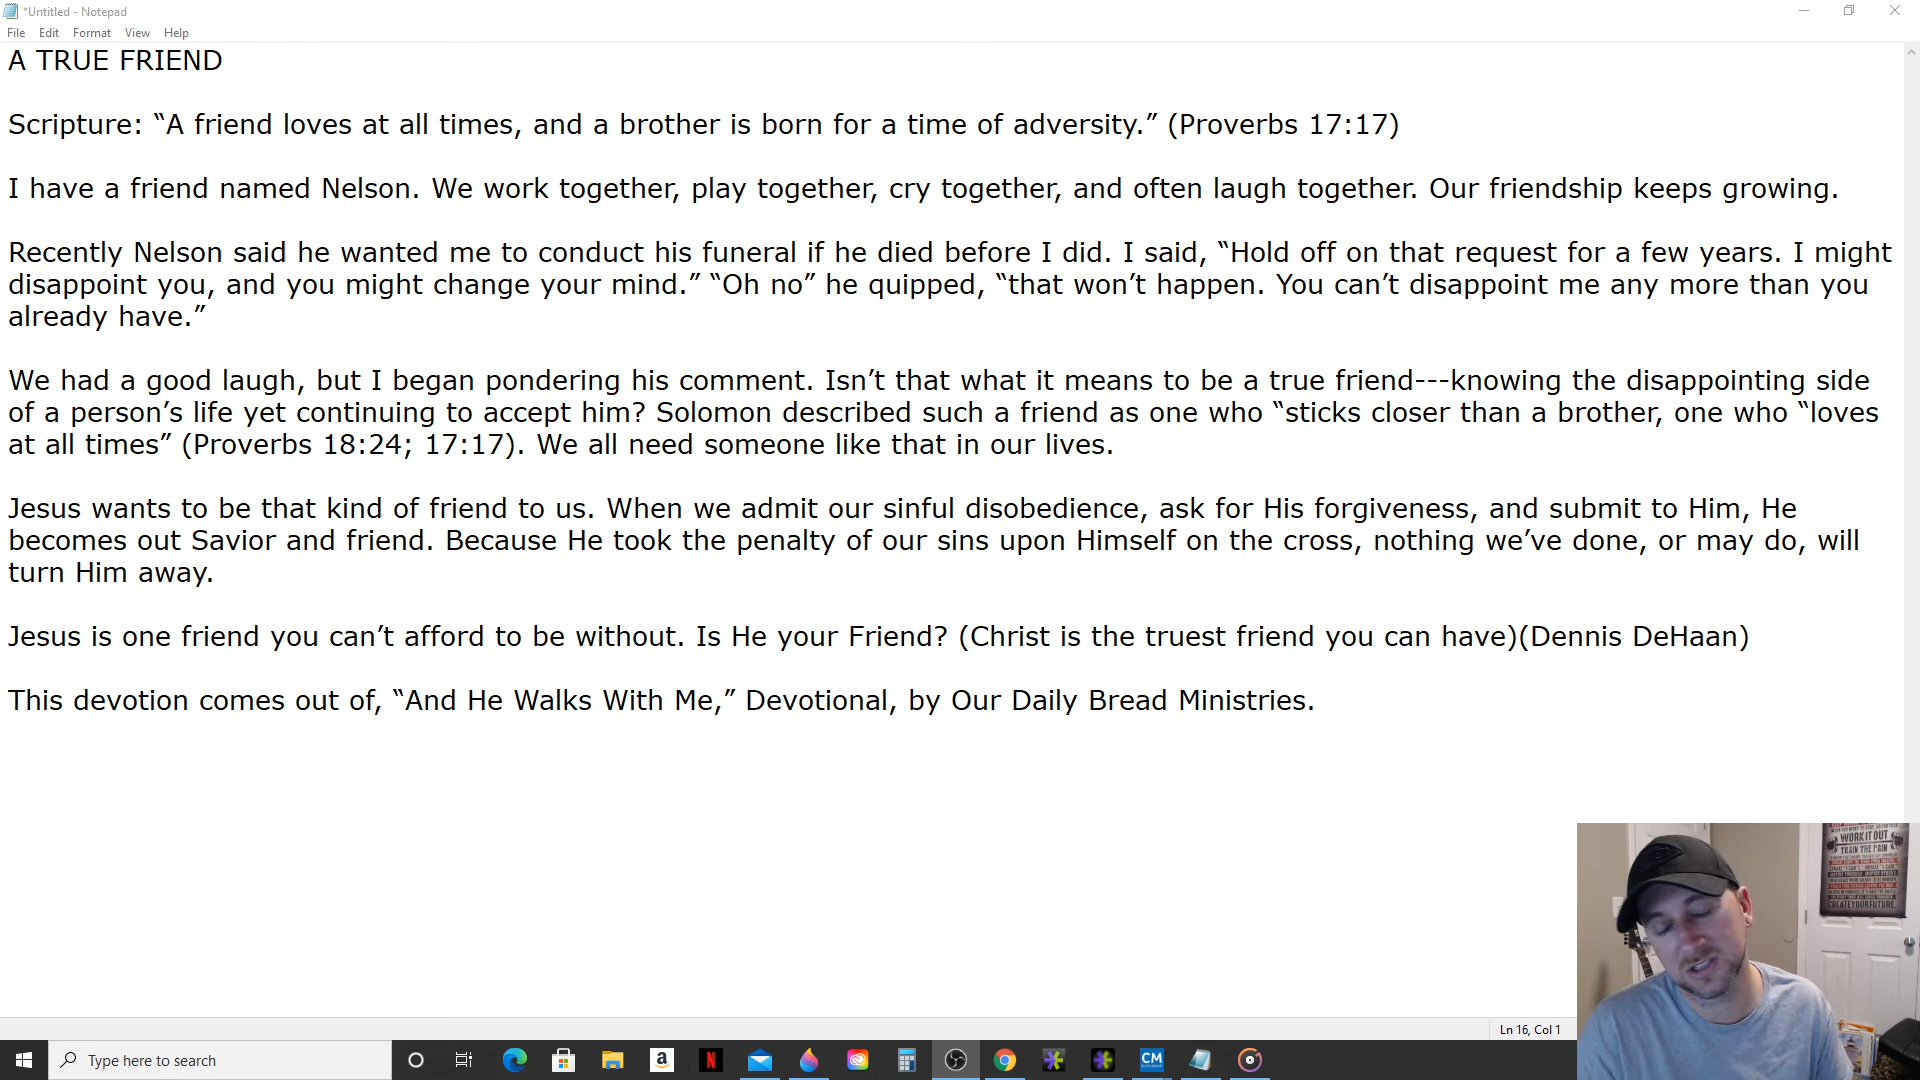 *Untitled - Notepad
File Edit Format View Help
A TRUE FRIEND
Scripture: “A friend loves at all times, and a brother is born for a time of adversity.” (Proverbs 17:17)
I have a friend named Nelson. We work together, play together, cry together, and often laugh together. Our friendship keeps growing.
Recently Nelson said he wanted me to conduct his funeral if he died before I did. I said, “Hold off on that request for a few years. I might
disappoint you, and you might change your mind.” “Oh no” he quipped, “that won’t happen. You can’t disappoint me any more than you
already have.”
We had a good laugh, but I began pondering his comment. Isn’t that what it means to be a true friend---knowing the disappointing side
of a person’s life yet continuing to accept him? Solomon described such a friend as one who “sticks closer than a brother, one who “loves
at all times” (Proverbs 18:24; 17:17). We all need someone like that in our lives.
Jesus wants to be that kind of friend to us. When we admit our sinful disobedience, ask for His forgiveness, and submit to Him, He
becomes out Savior and friend. Because He took the penalty of our sins upon Himself on the cross, nothing we’ve done, or may do, will
turn Him away.
Jesus is one friend you can’t afford to be without. Is He your Friend? (Christ is the truest friend you can have)(Dennis DeHaan)
This devotion comes out of, “And He Walks With Me,” Devotional, by Our Daily Bread Ministries.
WORK IT OUT
TRAIN THE PAIN
CREATE YOUR FUTURE
Ln 16, Col 1
Type here to search
a
N
CM